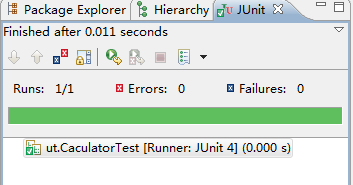 Package Explorer Hierarchy JUnit
Finished after 0.011 seconds
Runs: 1/1 Errors: 0 Failures: 0
ut.CaculatorTest [Runner: JUnit 4] (0.000 s)